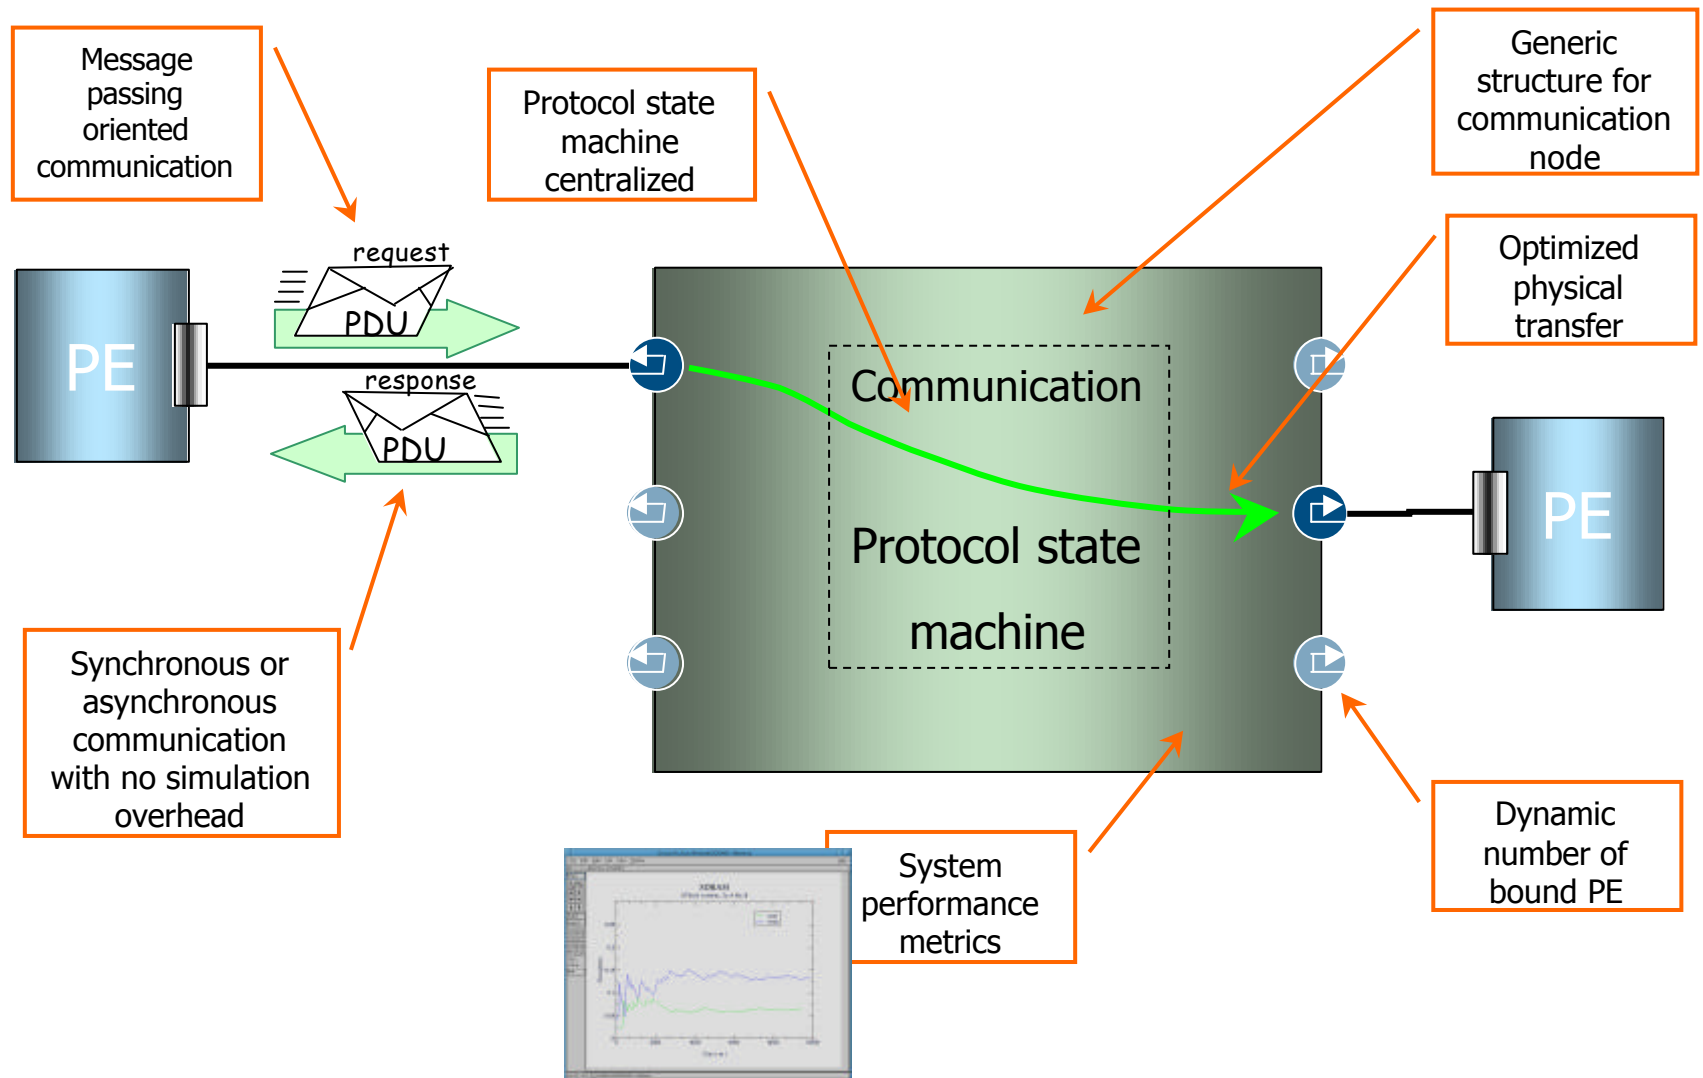 Message
passing
oriented
communication
Protocol state
machine
centralized
Generic
structure for
communication
node
Optimized
physical
transfer
request
PDU
PE
response
PDU
Communication
Protocol state
machine
PE
Synchronous or
asynchronous
communication
with no simulation
overhead
System
performance
metrics
Dynamic
number of
bound PE